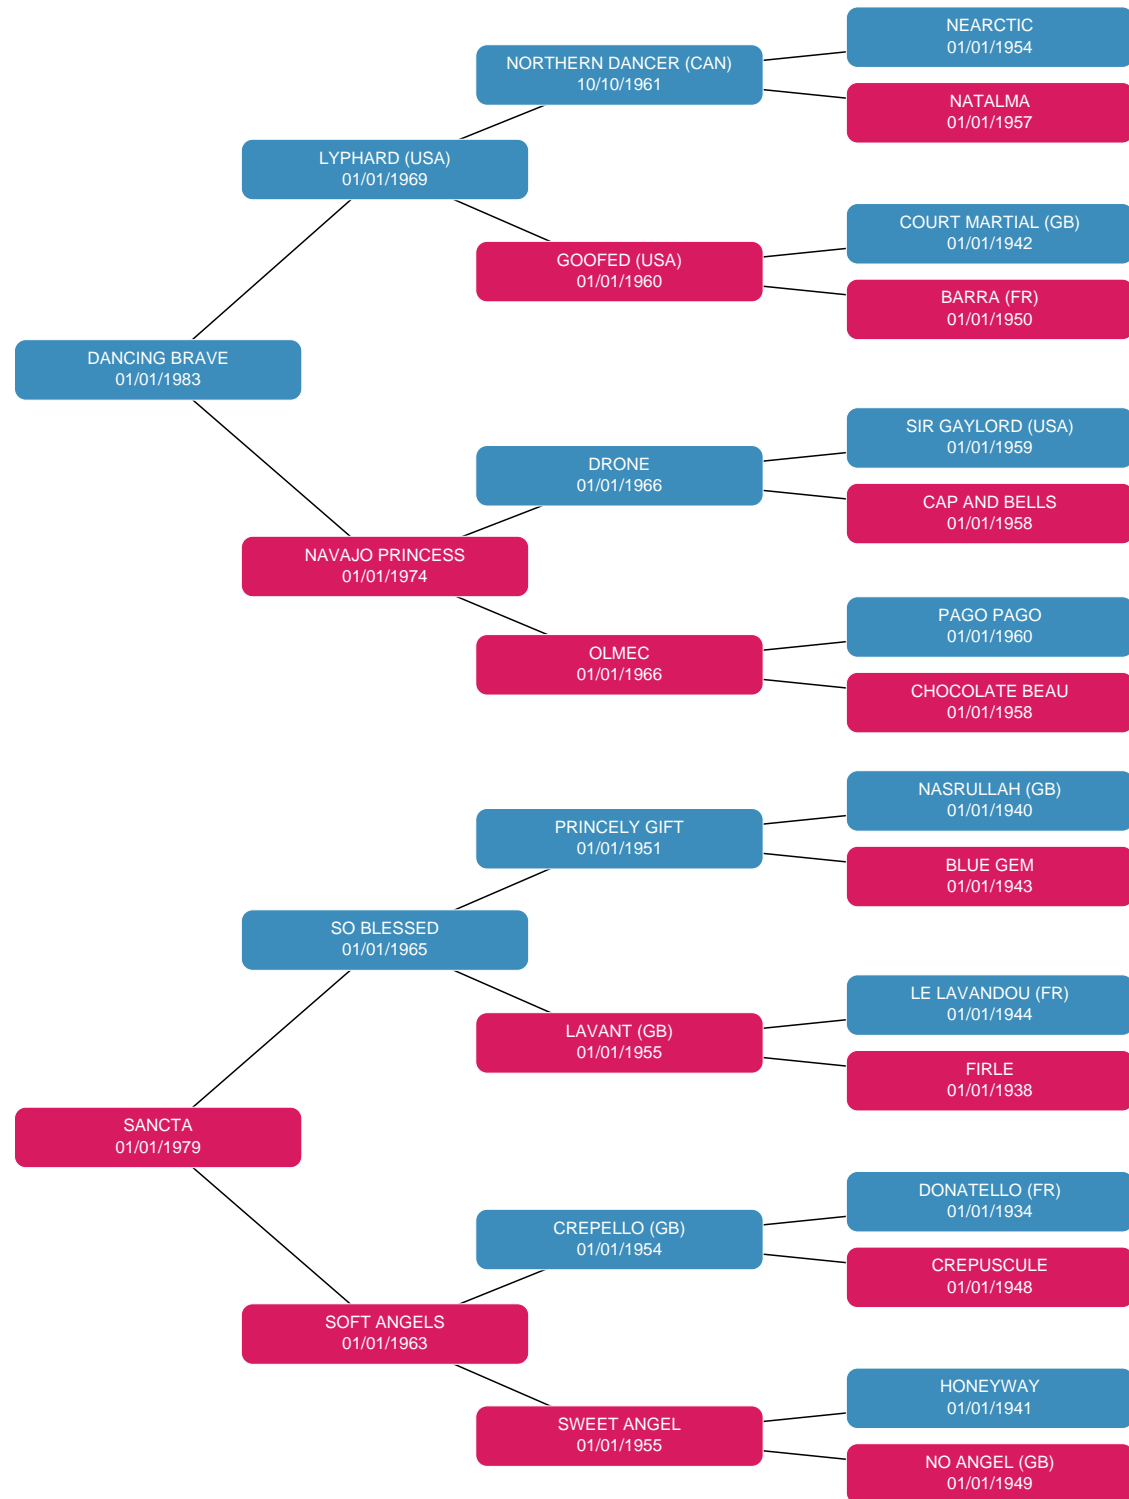 NEARCTIC
01/01/1954
NORTHERN DANCER (CAN)
10/10/1961
NATALMA
01/01/1957
LYPHARD (USA)
01/01/1969
COURT MARTIAL (GB)
01/01/1942
GOOFED (USA)
01/01/1960
BARRA (FR)
01/01/1950
DANCING BRAVE
01/01/1983
SIR GAYLORD (USA)
01/01/1959
DRONE
01/01/1966
CAP AND BELLS
01/01/1958
NAVAJO PRINCESS
01/01/1974
PAGO PAGO
01/01/1960
OLMEC
01/01/1966
CHOCOLATE BEAU
01/01/1958
NASRULLAH (GB)
01/01/1940
PRINCELY GIFT
01/01/1951
BLUE GEM
01/01/1943
SO BLESSED
01/01/1965
LE LAVANDOU (FR)
01/01/1944
LAVANT (GB)
01/01/1955
FIRLE
01/01/1938
SANCTA
01/01/1979
DONATELLO (FR)
01/01/1934
CREPELLO (GB)
01/01/1954
CREPUSCULE
01/01/1948
SOFT ANGELS
01/01/1963
HONEYWAY
01/01/1941
SWEET ANGEL
01/01/1955
NO ANGEL (GB)
01/01/1949